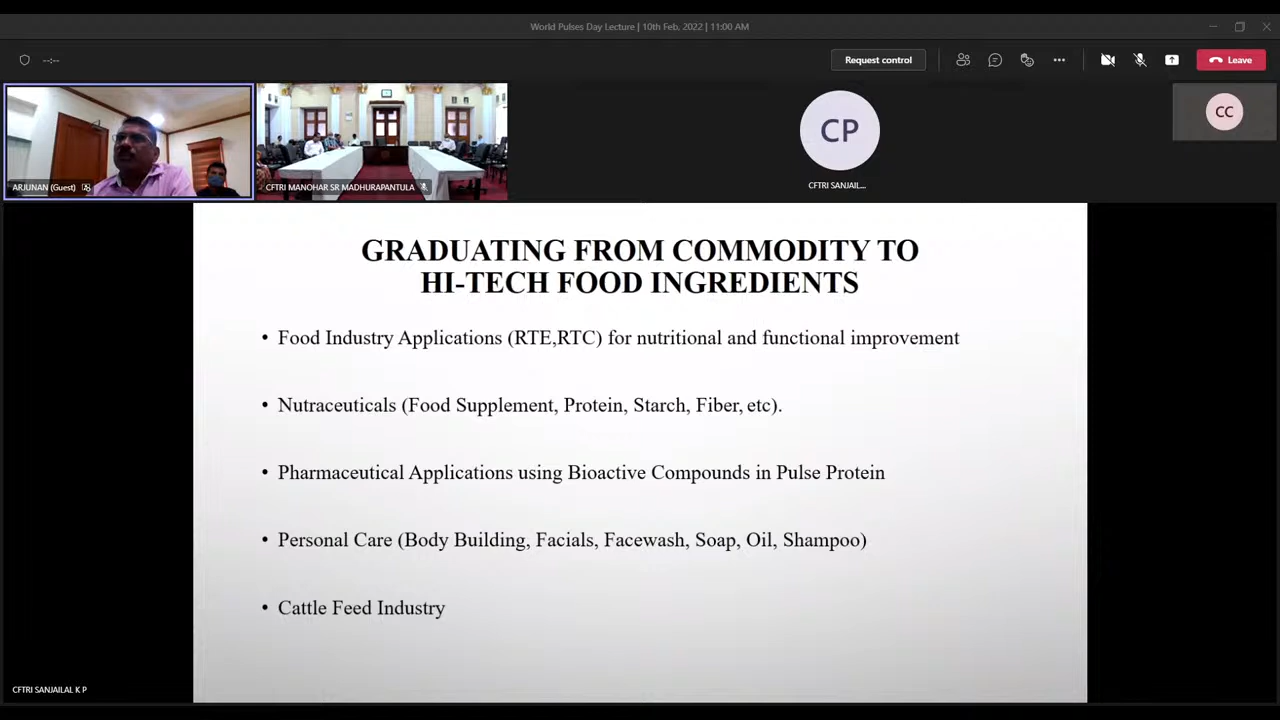 World Pulses Day Lecture | 10th Feb, 2022 | 11:00 AM
--:--
Request control
Leave
ARJUNAN (Guest)
CFTRI MANOHAR SR MADHURAPANTULA
CP
CFTRI SANJAIL...
CC
GRADUATING FROM COMMODITY TO
HI-TECH FOOD INGREDIENTS
• Food Industry Applications (RTE,RTC) for nutritional and functional improvement
• Nutraceuticals (Food Supplement, Protein, Starch, Fiber, etc).
• Pharmaceutical Applications using Bioactive Compounds in Pulse Protein
• Personal Care (Body Building, Facials, Facewash, Soap, Oil, Shampoo)
• Cattle Feed Industry
CFTRI SANJAILAL K P